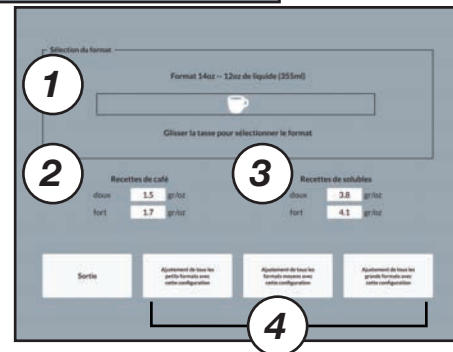 Sélection du format
1
Format 14oz -- 12oz de liquide (355ml)
Glisser la tasse pour sélectionner le format
2
Recettes de café
doux 1.5 gr/oz
fort 1.7 gr/oz
3
Recettes de solubles
doux 3.8 gr/oz
fort 4.1 gr/oz
Sortie
Ajustement de tous les
petits formats avec
cette configuration
Ajustement de tous les
formats moyens avec
cette configuration
Ajustement de tous les
grands formats avec
cette configuration
4